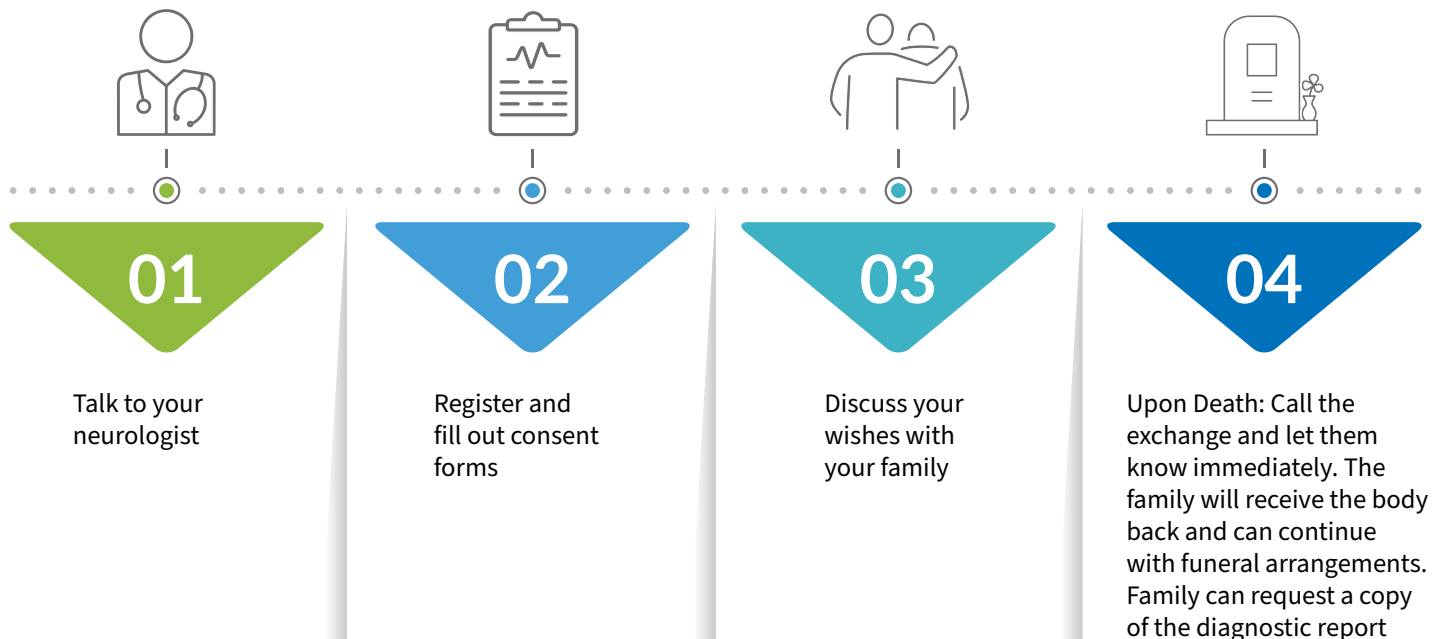 01
Talk to your
neurologist
02
Register and
fill out consent
forms
03
Discuss your
wishes with
your family
04
Upon Death: Call the
exchange and let them
know immediately. The
family will receive the body
back and can continue
with funeral arrangements.
Family can request a copy
of the diagnostic report